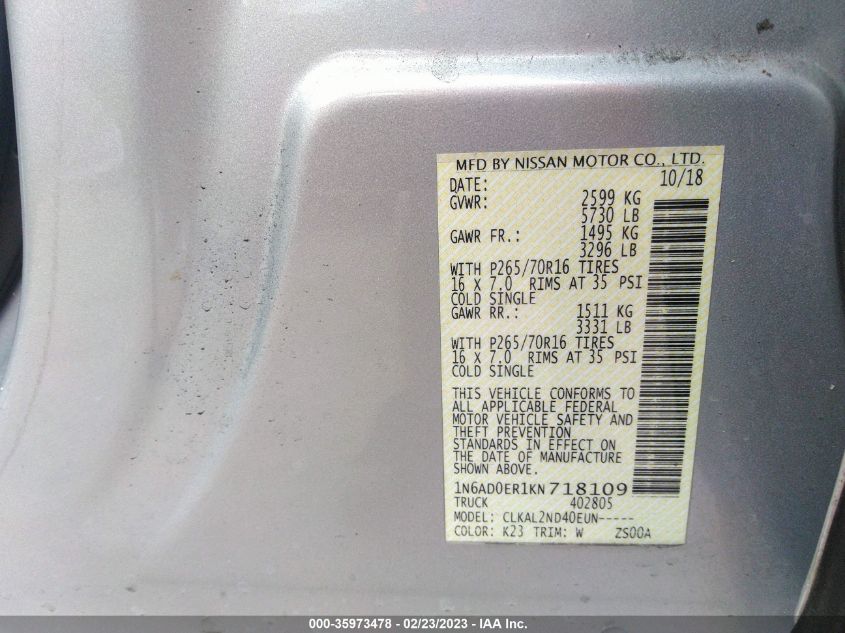 MFD BY NISSAN MOTOR CO., LTD.
DATE: 10/18
GVWR: 2599 KG
5730 LB
GAWR FR.: 1495 KG
3296 LB
WITH P265/70R16 TIRES
16 X 7.0 RIMS AT 35 PSI
COLD SINGLE
GAWR RR.: 1511 KG
3331 LB
WITH P265/70R16 TIRES
16 X 7.0 RIMS AT 35 PSI
COLD SINGLE
THIS VEHICLE CONFORMS TO
ALL APPLICABLE FEDERAL
MOTOR VEHICLE SAFETY AND
THEFT PREVENTION
STANDARDS IN EFFECT ON
THE DATE OF MANUFACTURE
SHOWN ABOVE.
1N6AD0ER1KN718109
TRUCK 402805
MODEL: CLKAL2ND40EUN-----
COLOR: K23 TRIM: W ZS00A
000-35973478 - 02/23/2023 - IAA Inc.